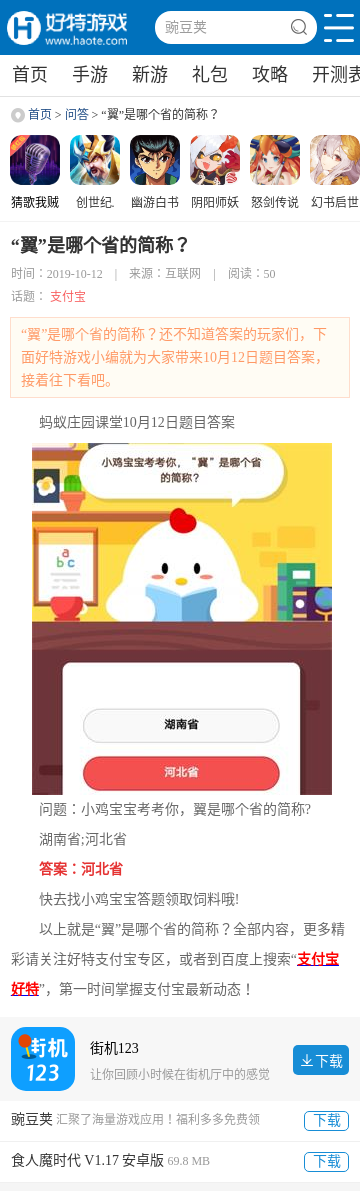 好特游戏
www.haote.com
豌豆荚
首页 手游 新游 礼包 攻略 开测表
首页 > 问答 > “翼”是哪个省的简称？
猜歌我贼 创世纪. 幽游白书 阴阳师妖 怒剑传说 幻书启世
“翼”是哪个省的简称？
时间：2019-10-12 | 来源：互联网 | 阅读：50
话题： 支付宝
“翼”是哪个省的简称？还不知道答案的玩家们，下
面好特游戏小编就为大家带来10月12日题目答案，
接着往下看吧。
蚂蚁庄园课堂10月12日题目答案
小鸡宝宝考考你，“翼”是哪个省
的简称?
a
b c
湖南省
河北省
问题：小鸡宝宝考考你，翼是哪个省的简称?
湖南省;河北省
答案：河北省
快去找小鸡宝宝答题领取饲料哦!
以上就是“翼”是哪个省的简称？全部内容，更多精
彩请关注好特支付宝专区，或者到百度上搜索“支付宝
好特”，第一时间掌握支付宝最新动态！
街机
123
街机123
让你回顾小时候在街机厅中的感觉
下载
豌豆荚 汇聚了海量游戏应用！福利多多免费领
下载
食人魔时代 V1.17 安卓版 69.8 MB
下载